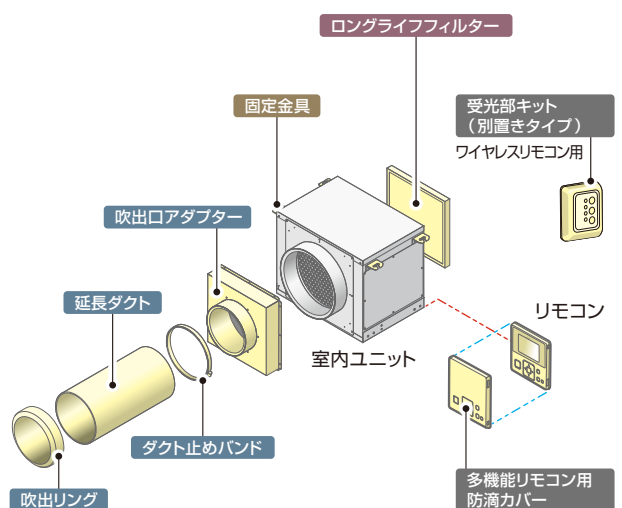 ロングライフフィルター
固定金具
受光部キット
（別置きタイプ）
ワイヤレスリモコン用
吹出口アダプター
延長ダクト
リモコン
室内ユニット
ダクト止めバンド
多機能リモコン用
防滴カバー
吹出リング